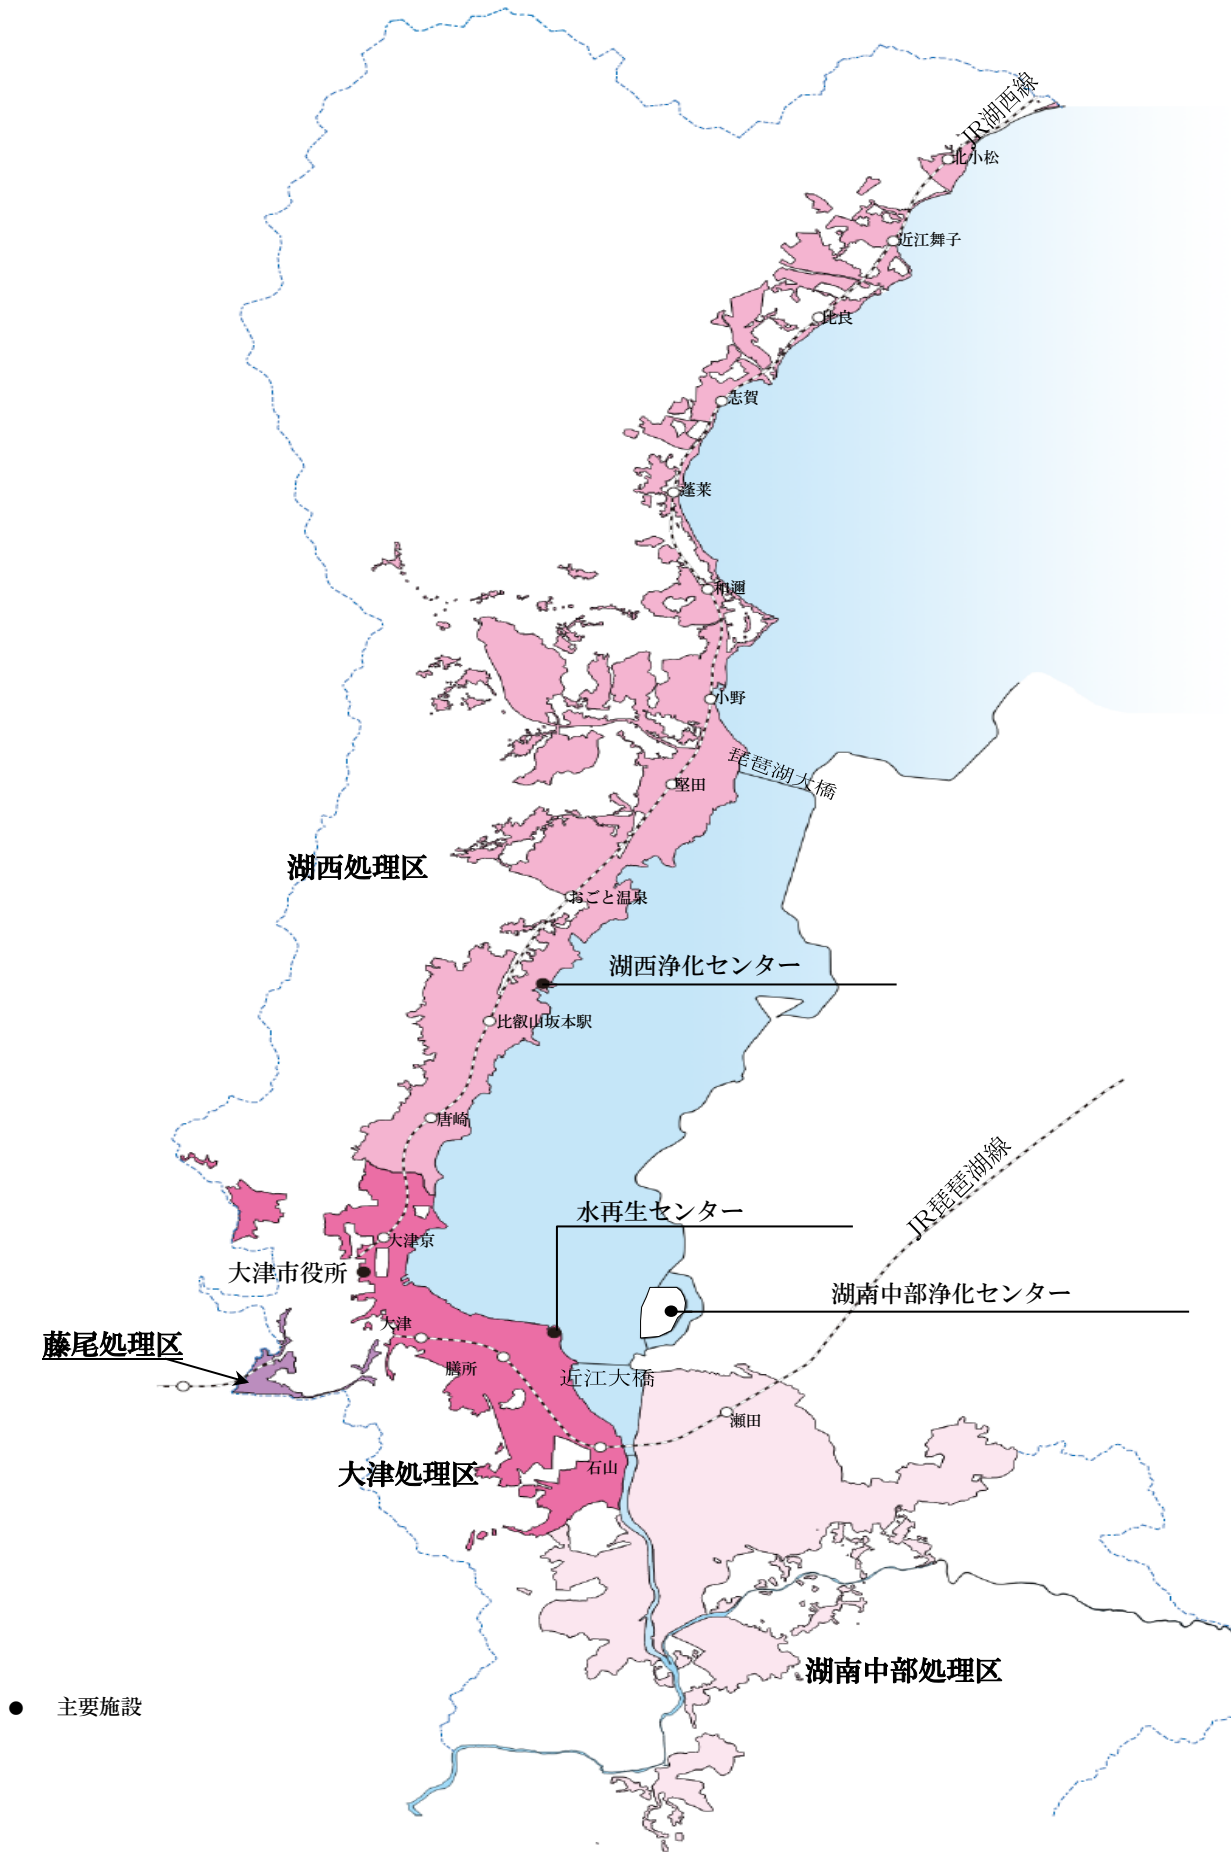 JR湖西線
北小松
近江舞子
比良
志賀
蓬莱
和邇
小野
琵琶湖大橋
堅田
湖西処理区
おごと温泉
湖西浄化センター
比叡山坂本駅
唐崎
JR琵琶湖線
水再生センター
大津京
大津市役所
湖南中部浄化センター
大津
藤尾処理区
膳所
近江大橋
瀬田
石山
大津処理区
湖南中部処理区
● 主要施設